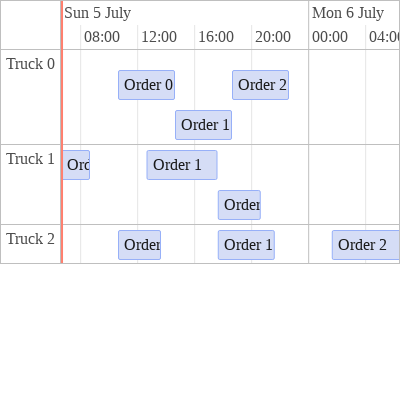 Sun 5 July
Mon 6 July
08:00 12:00 16:00 20:00 00:00 04:00
Truck 0
Order 0
Order 2
Order 1
Truck 1
Ord
Order 1
Order
Truck 2
Order
Order 1
Order 2